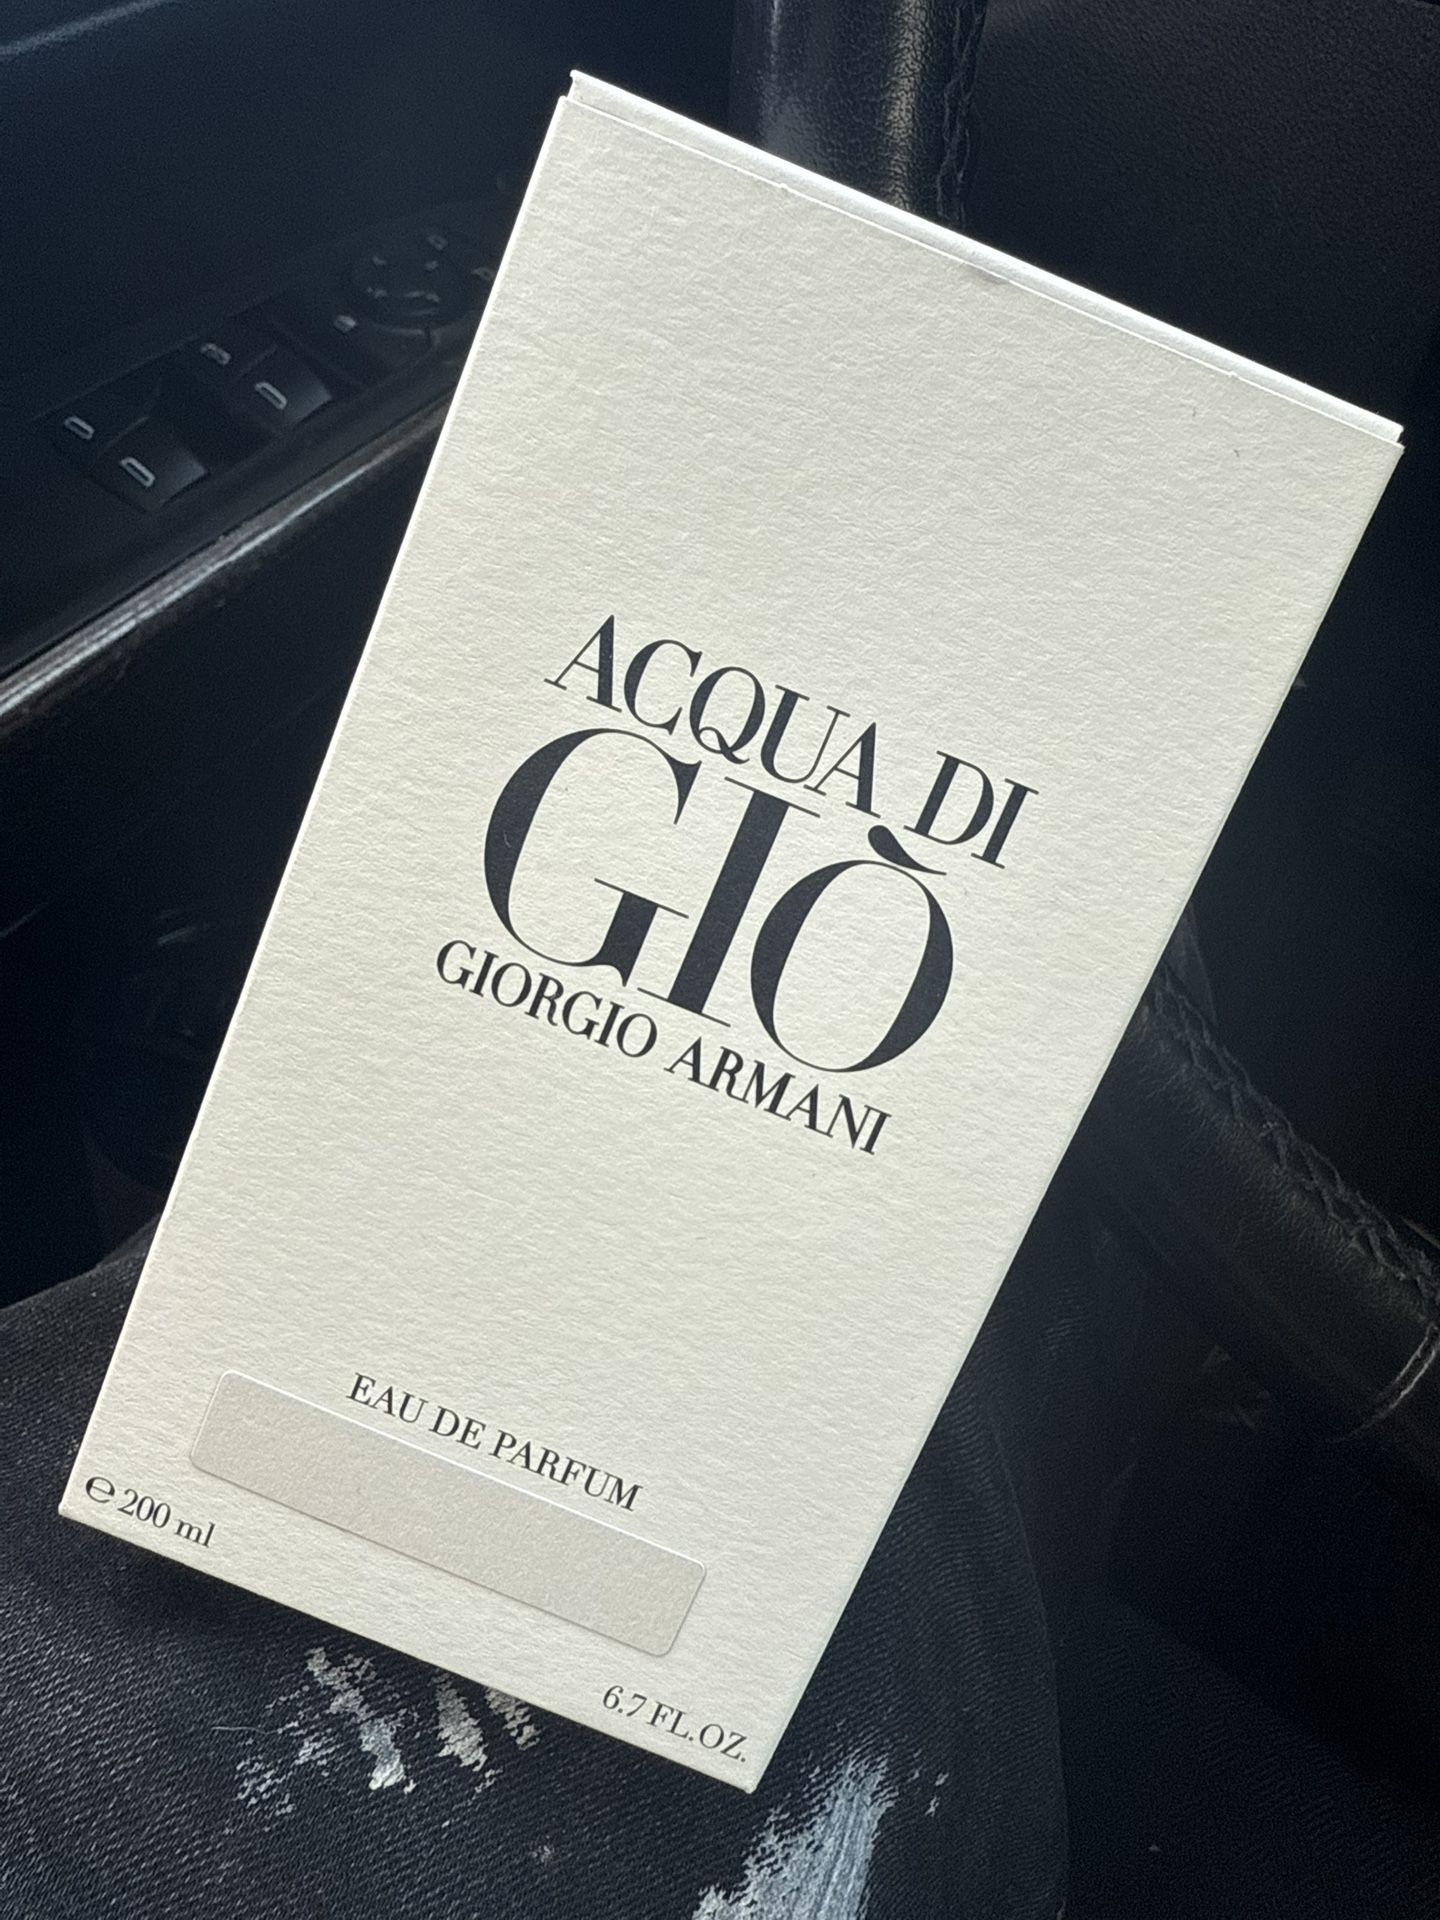 ACQUA DI
GIÒ
GIORGIO ARMANI
EAU DE PARFUM
℮ 200 ml
6.7 FL.OZ.